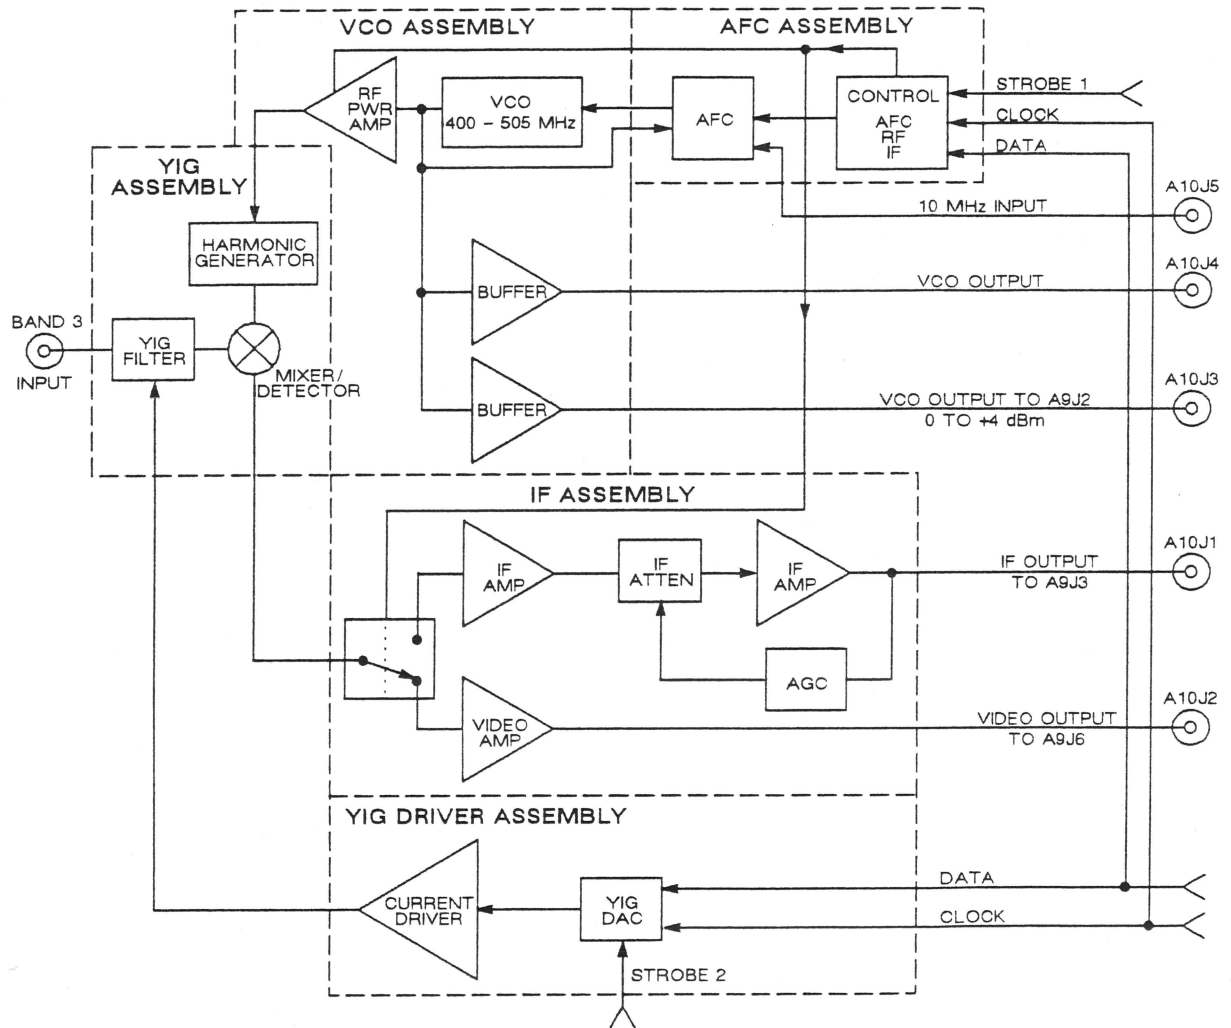 VCO ASSEMBLY
AFC ASSEMBLY
RF
PWR
AMP
VCO
400 - 505 MHz
AFC
CONTROL
AFC
RF
IF
STROBE 1
CLOCK
DATA
YIG
ASSEMBLY
A10J5
10 MHz INPUT
HARMONIC
GENERATOR
A10J4
BUFFER
VCO OUTPUT
BAND 3
INPUT
YIG
FILTER
MIXER/
DETECTOR
A10J3
BUFFER
VCO OUTPUT TO A9J2
0 TO +4 dBm
IF ASSEMBLY
A10J1
IF
AMP
IF
ATTEN
IF
AMP
IF OUTPUT
TO A9J3
AGC
A10J2
VIDEO
AMP
VIDEO OUTPUT
TO A9J6
YIG DRIVER ASSEMBLY
CURRENT
DRIVER
YIG
DAC
DATA
CLOCK
STROBE 2